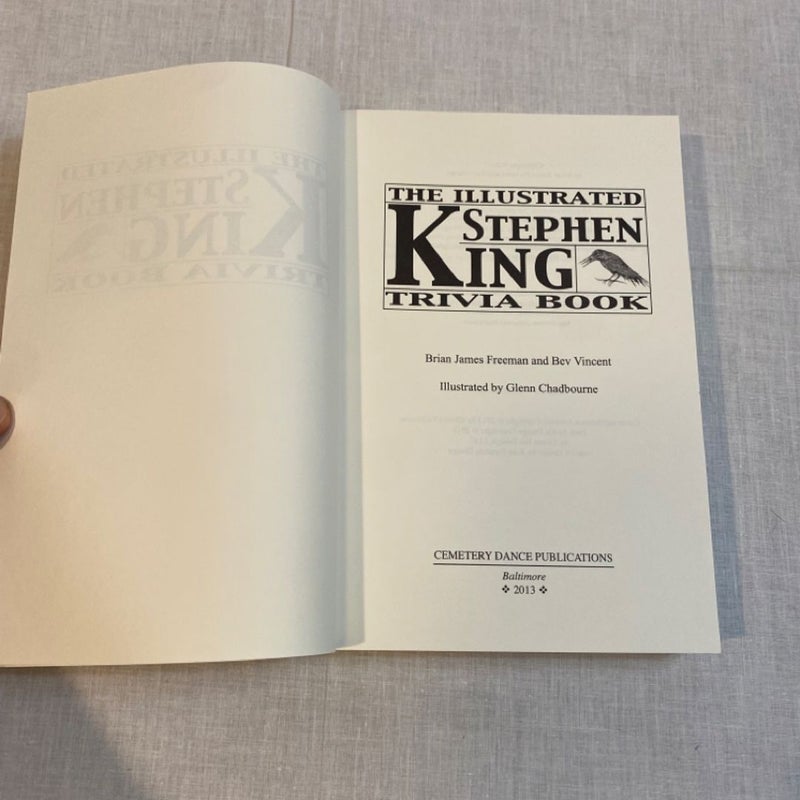 THE ILLUSTRATED
STEPHEN
KING
TRIVIA BOOK
Brian James Freeman and Bev Vincent
Illustrated by Glenn Chadbourne
CEMETERY DANCE PUBLICATIONS
Baltimore
❖ 2013 ❖